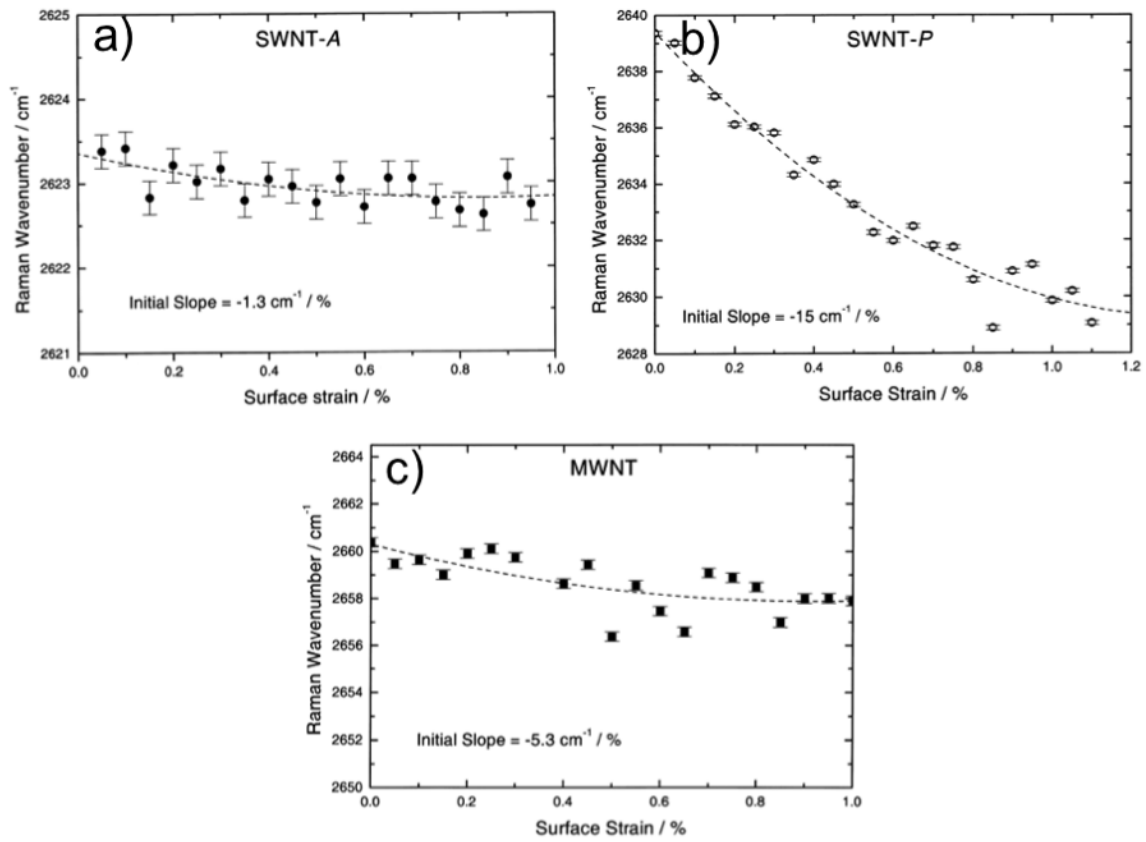 a)
SWNT-A
2625
2624
2623
2622
2621
Raman Wavenumber / cm⁻¹
Initial Slope = -1.3 cm⁻¹ / %
0.0 0.2 0.4 0.6 0.8 1.0
Surface strain / %
b)
SWNT-P
2640
2638
2636
2634
2632
2630
2628
Raman Wavenumber / cm⁻¹
Initial Slope = -15 cm⁻¹ / %
0.0 0.2 0.4 0.6 0.8 1.0 1.2
Surface Strain / %
c)
MWNT
2664
2662
2660
2658
2656
2654
2652
2650
Raman Wavenumber / cm⁻¹
Initial Slope = -5.3 cm⁻¹ / %
0.0 0.2 0.4 0.6 0.8 1.0
Surface Strain / %